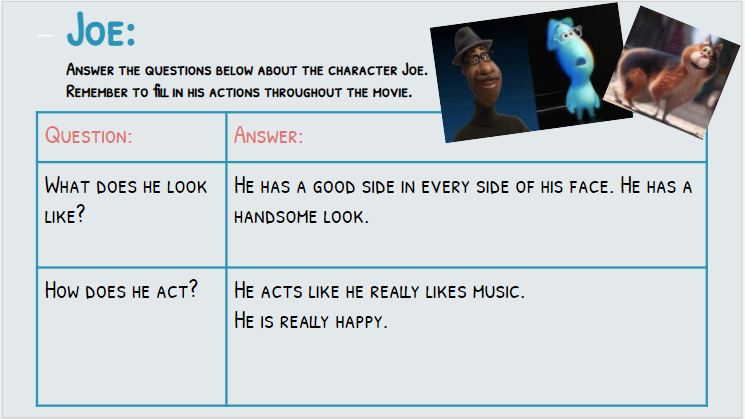 Joe:
Answer the questions below about the character Joe.
Remember to fill in his actions throughout the movie.
Question:
Answer:
What does he look
like?
He has a good side in every side of his face. He has a
handsome look.
How does he act?
He acts like he really likes music.
He is really happy.